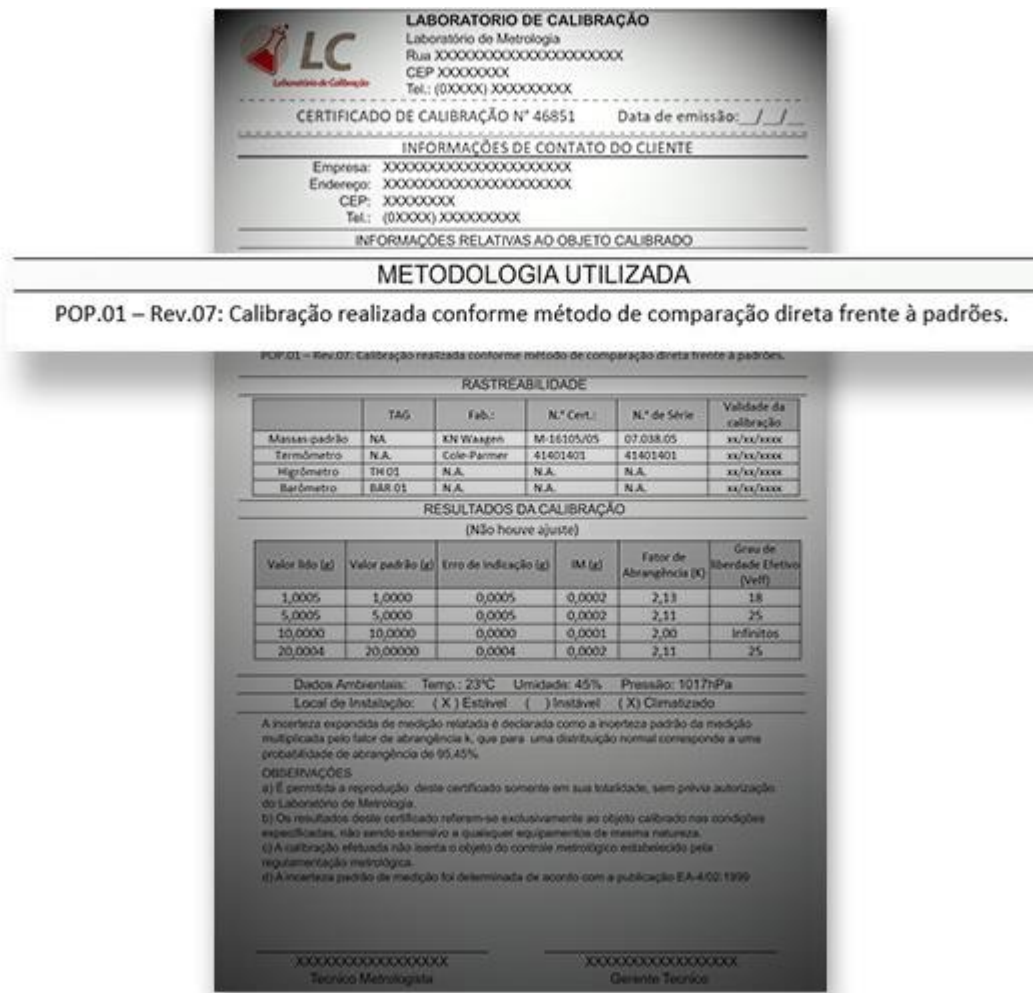 LC
Laboratório de Calibração
LABORATORIO DE CALIBRAÇÃO
Laboratório de Metrologia
Rua XXXXXXXXXXXXXXXXXXXXXX
CEP XXXXXXXX
Tel.: (0XXXX) XXXXXXXXX
CERTIFICADO DE CALIBRAÇÃO N° 46851 Data de emissão:__/__/__
INFORMAÇÕES DE CONTATO DO CLIENTE
Empresa: XXXXXXXXXXXXXXXXXXXXXX
Endereço: XXXXXXXXXXXXXXXXXXXXXX
CEP: XXXXXXXX
Tel.: (0XXXX) XXXXXXXXX
INFORMAÇÕES RELATIVAS AO OBJETO CALIBRADO
METODOLOGIA UTILIZADA
POP.01 – Rev.07: Calibração realizada conforme método de comparação direta frente à padrões.
POP.01 – Rev.07: Calibração realizada conforme método de comparação direta frente à padrões.
RASTREABILIDADE
TAG Fab.: N.° Cert.: N.° de Série Validade da calibração
Massas-padrão NA KN Waagen M-16105/05 07.038.05 xx/xx/xxxx
Termômetro N.A. Cole-Parmer 41401401 41401401 xx/xx/xxxx
Higrômetro TH 01 N.A. N.A. N.A. xx/xx/xxxx
Barômetro BAR.01 N.A. N.A. N.A. xx/xx/xxxx
RESULTADOS DA CALIBRAÇÃO
(Não houve ajuste)
Valor lido (g) Valor padrão (g) Erro de Indicação (g) IM (g) Fator de Abrangência (K) Grau de liberdade Efetivo (Veff)
1,0005 1,0000 0,0005 0,0002 2,13 18
5,0005 5,0000 0,0005 0,0002 2,11 25
10,0000 10,0000 0,0000 0,0001 2,00 Infinitos
20,0004 20,00000 0,0004 0,0002 2,11 25
Dados Ambientais: Temp.: 23°C Umidade: 45% Pressão: 1017hPa
Local de Instalação: ( X ) Estável ( ) Instável ( X) Climatizado
A incerteza expandida de medição relatada é declarada como a incerteza padrão da medição
multiplicada pelo fator de abrangência k, que para uma distribuição normal corresponde a uma
probabilidade de abrangência de 95,45%.
OBSERVAÇÕES
a) É permitida a reprodução deste certificado somente em sua totalidade, sem prévia autorização
do Laboratório de Metrologia.
b) Os resultados deste certificado referem-se exclusivamente ao objeto calibrado nas condições
especificadas, não sendo extensivo a quaisquer equipamentos de mesma natureza.
c) A calibração efetuada não isenta o objeto do controle metrológico estabelecido pela
regulamentação metrológica.
d) A incerteza padrão de medição foi determinada de acordo com a publicação EA-4/02:1999
XXXXXXXXXXXXXXXXX XXXXXXXXXXXXXXXXX
Tecnico Metrologista Gerente Tecnico